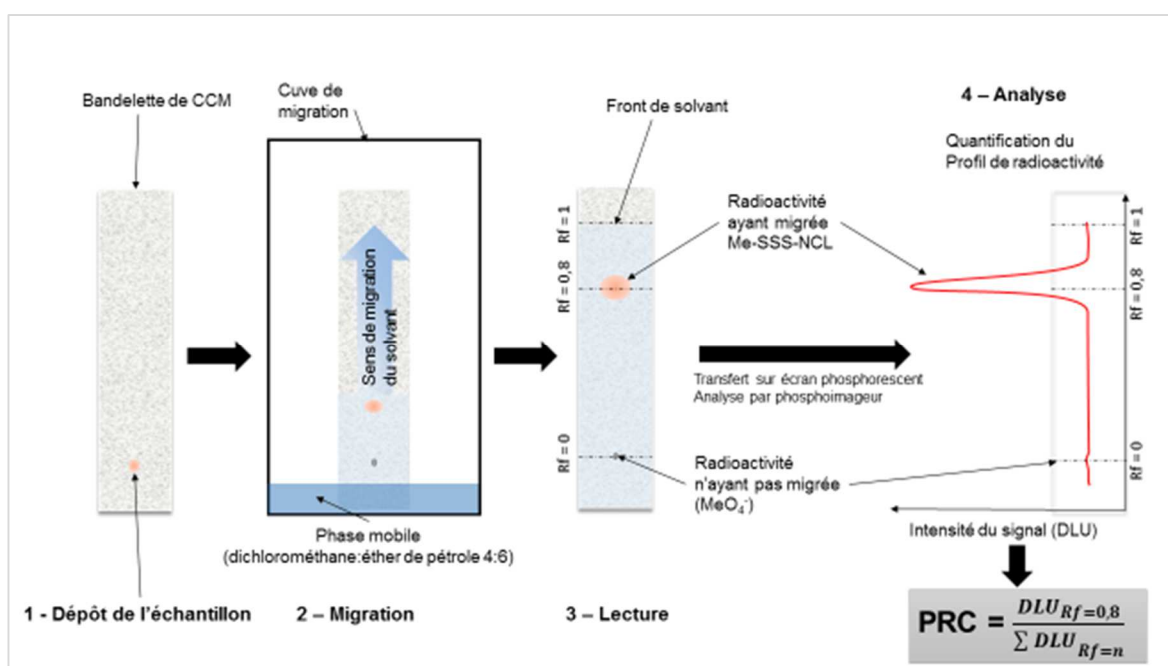 Bandelette de CCM
1 - Dépôt de l'échantillon
Cuve de
migration
Sens de migration
du solvant
Phase mobile
(dichlorométhane:éther de pétrole 4:6)
2 – Migration
Front de solvant
Rf = 1
Rf = 0,8
Rf = 0
3 – Lecture
Radioactivité
ayant migrée
Me-SSS-NCL
Transfert sur écran phosphorescent
Analyse par phosphoimageur
Radioactivité
n'ayant pas migrée
(MeO₄⁻)
4 – Analyse
Quantification du
Profil de radioactivité
Rf = 1
Rf = 0,8
Rf = 0
Intensité du signal (DLU)
PRC = DLU_Rf=0,8 / ∑ DLU_Rf=n